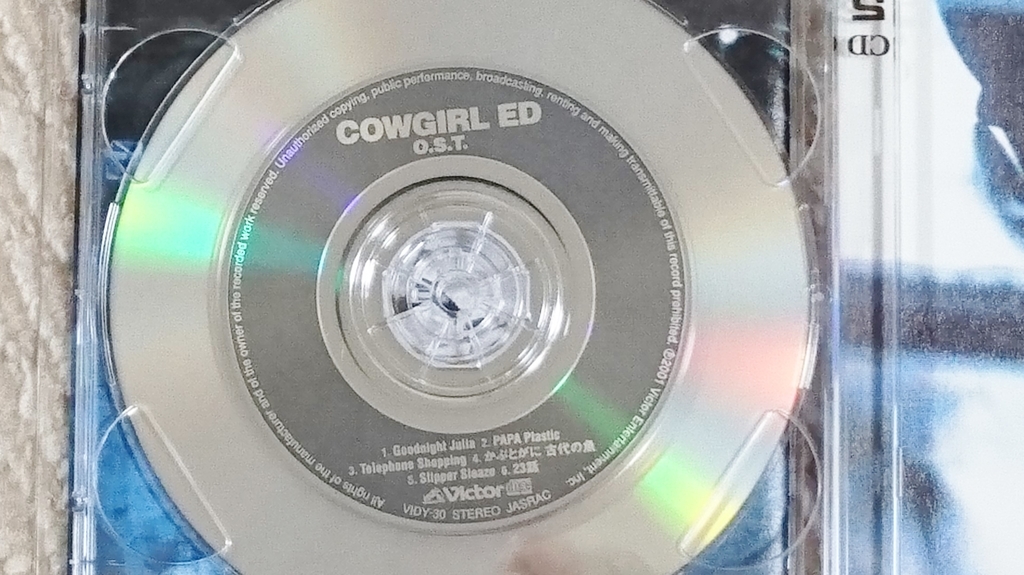 COWGIRL ED
O.S.T.
All rights of the manufacturer and of the owner of the recorded work reserved. Unauthorized copying, public performance, broadcasting, renting and making transmittable of this record prohibited. ℗2001 Victor Entertainment, Inc.
1. Goodnight Julia 2. PAPA Plastic
3. Telephone Shopping 4. かぶとがに 古代の魚
5. Slipper Sleaze 6. 23話
Victor
VIDY-30 STEREO JASRAC
CD